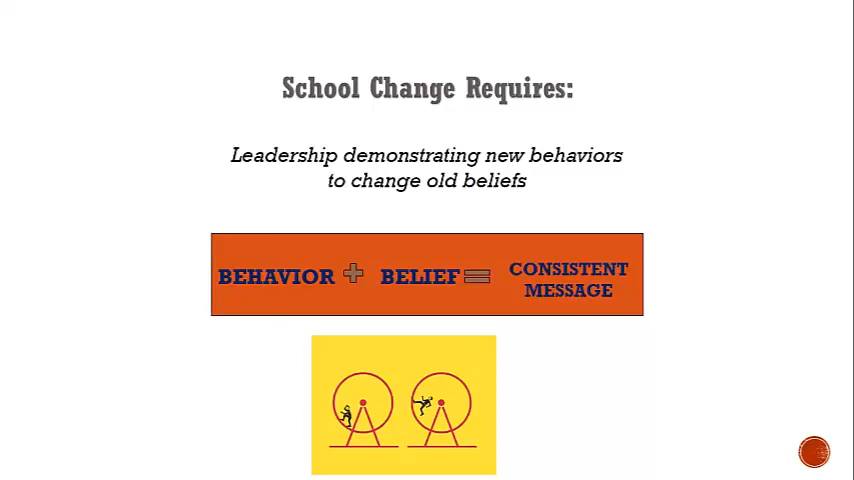 School Change Requires:
Leadership demonstrating new behaviors
to change old beliefs
BEHAVIOR + BELIEF = CONSISTENT
MESSAGE